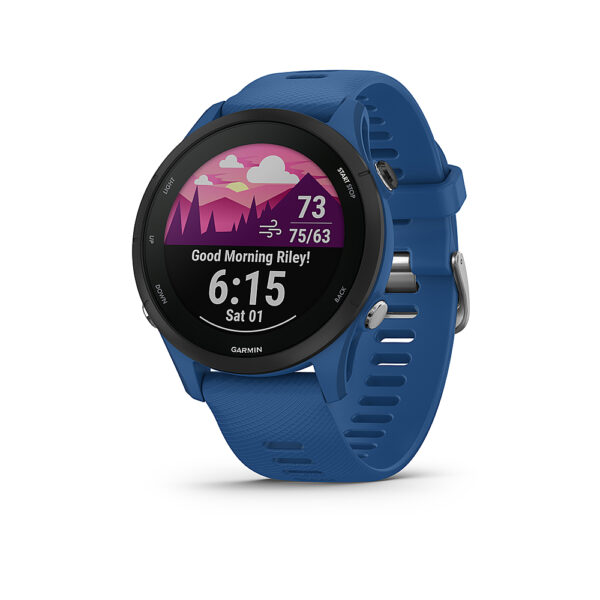 LIGHT
START STOP
73
75/63
Good Morning Riley!
UP
6:15
DOWN
BACK
Sat 01
GARMIN